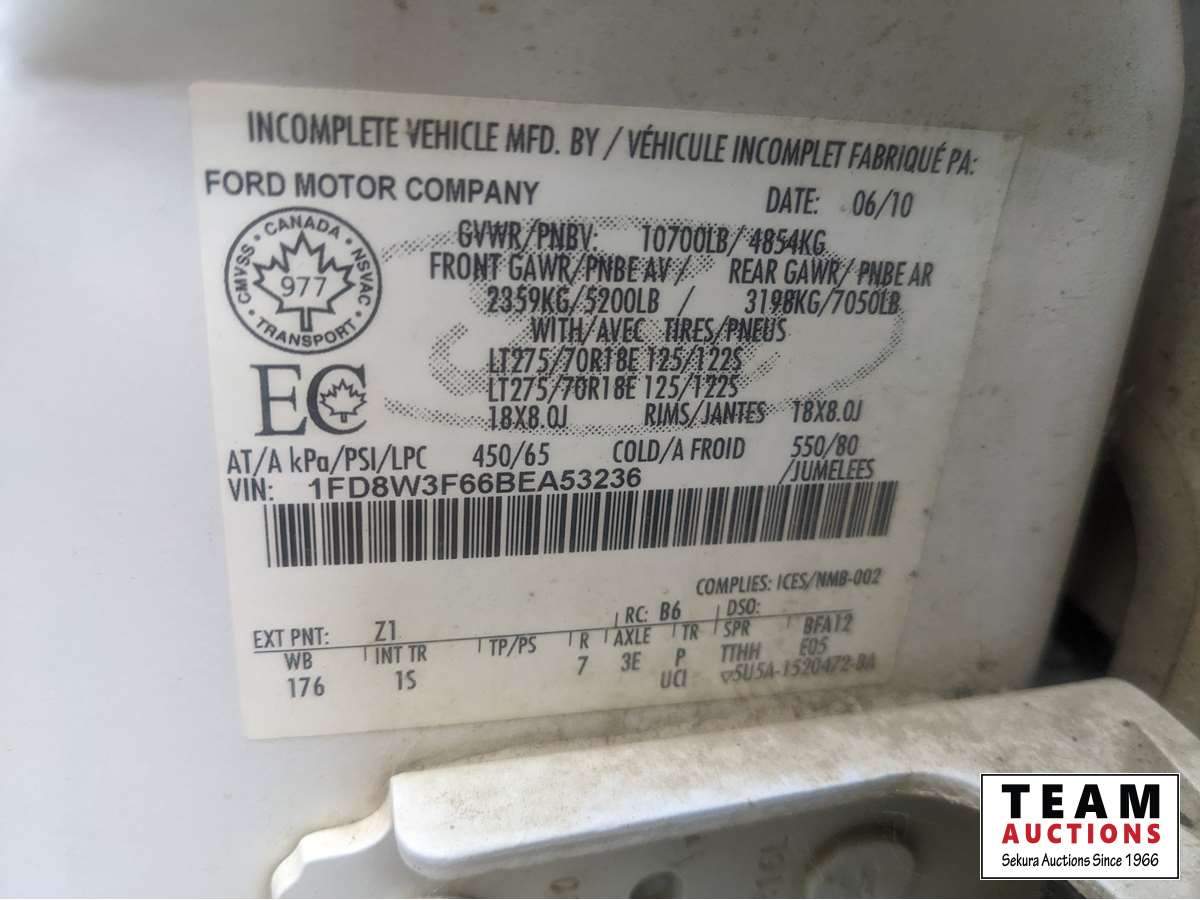 INCOMPLETE VEHICLE MFD. BY / VÉHICULE INCOMPLET FABRIQUÉ PA:
FORD MOTOR COMPANY DATE: 06/10
CMVSS · CANADA · NSVAC · TRANSPORT ·
977
GVWR/PNBV: 10700LB/ 4854KG
FRONT GAWR/PNBE AV / REAR GAWR/ PNBE AR
2359KG/5200LB / 3198KG/7050LB
WITH/AVEC TIRES/PNEUS
LT275/70R18E 125/122S
EC
LT275/70R18E 125/122S
18X8.0J RIMS/JANTES 18X8.0J
AT/A kPa/PSI/LPC 450/65 COLD/A FROID 550/80
/JUMELEES
VIN: 1FD8W3F66BEA53236
COMPLIES: ICES/NMB-002
EXT PNT: Z1 RC: B6 DSO:
WB INT TR TP/PS R AXLE TR SPR BFA12
176 1S 7 3E P TTHH E05
UCI ▽5U5A-1520472-BA
TEAM
AUCTIONS
Sekura Auctions Since 1966